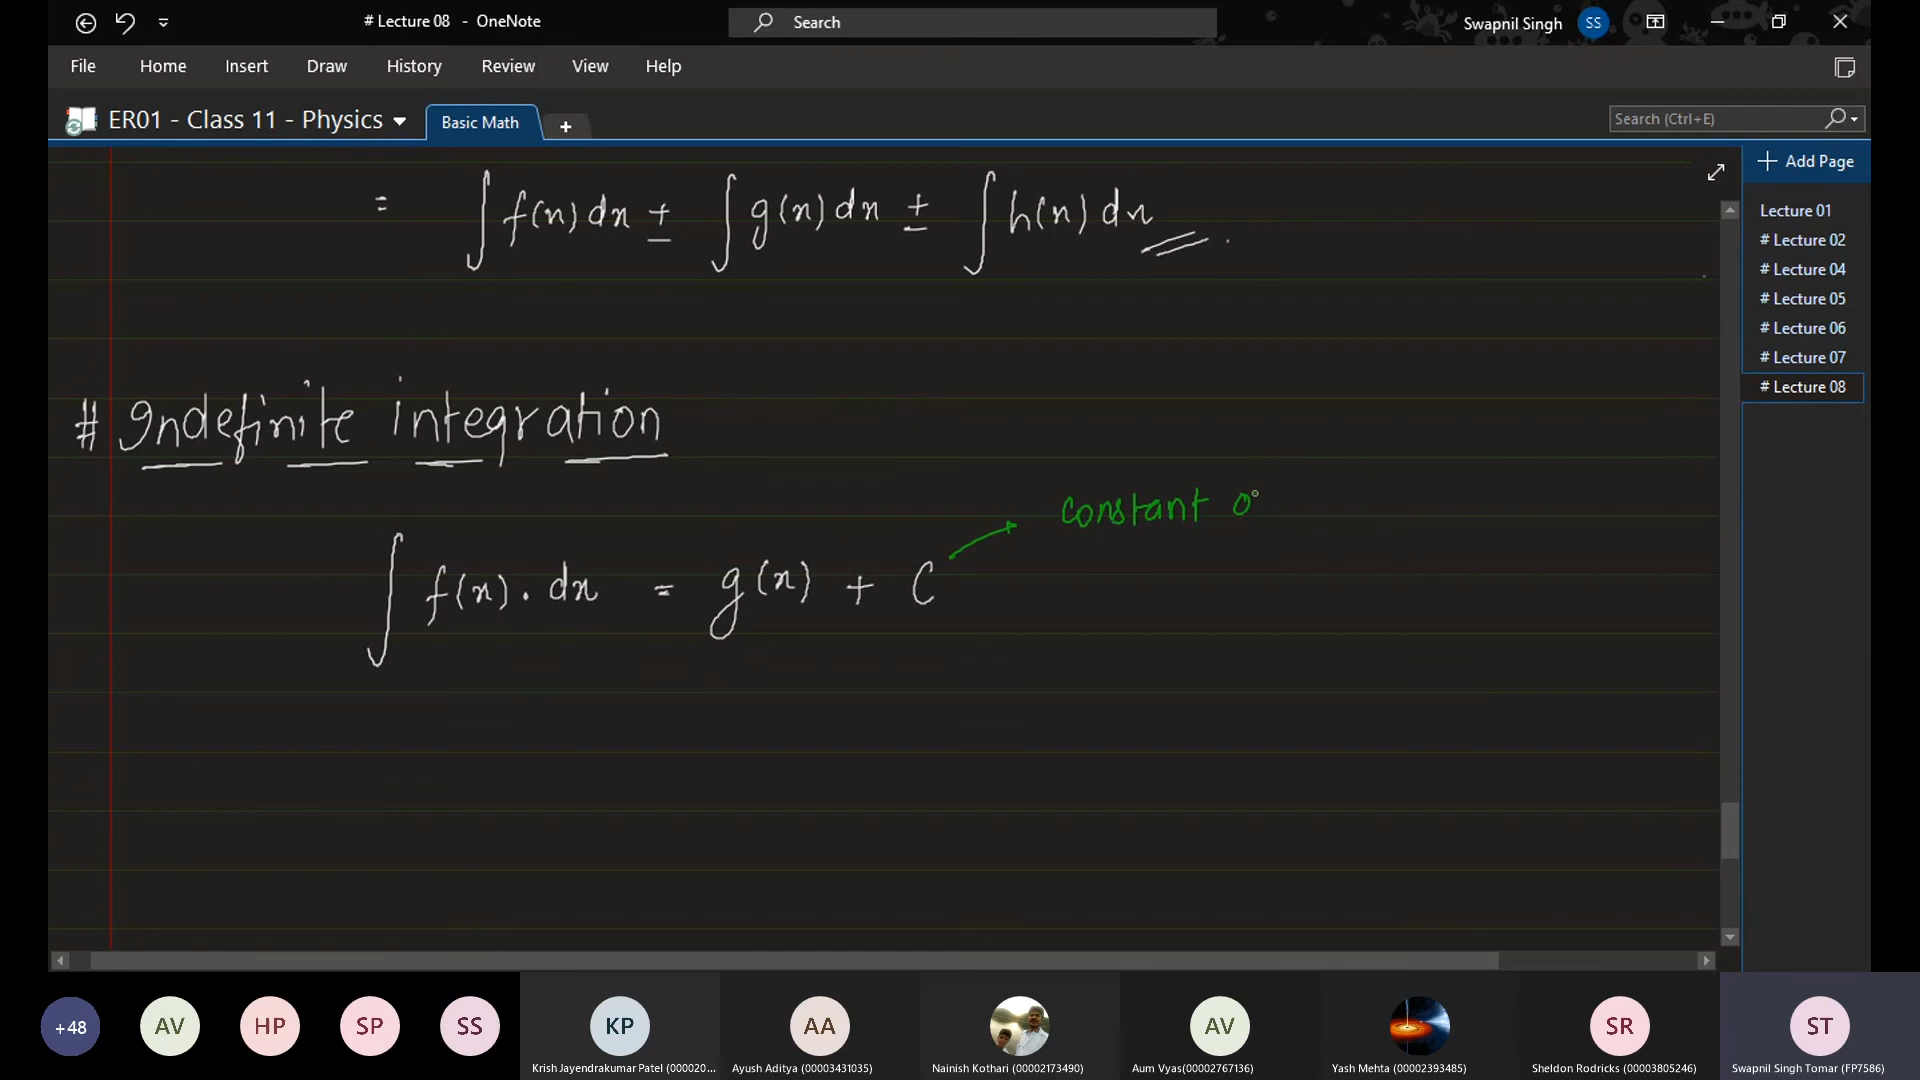 # Lecture 08 - OneNote
Search
Swapnil Singh
SS
File Home Insert Draw History Review View Help
ER01 - Class 11 - Physics
Basic Math
+
Search (Ctrl+E)
Add Page
Lecture 01
# Lecture 02
# Lecture 04
# Lecture 05
# Lecture 06
# Lecture 07
# Lecture 08
= ∫ f(x) dx ± ∫ g(x) dx ± ∫ h(x) dx
# Indefinite integration
constant o
∫ f(x) . dx = g(x) + C
+48
AV
HP
SP
SS
KP
AA
AV
SR
ST
Krish Jayendrakumar Patel (000020...
Ayush Aditya (00003431035)
Nainish Kothari (00002173490)
Aum Vyas(00002767136)
Yash Mehta (00002393485)
Sheldon Rodricks (00003805246)
Swapnil Singh Tomar (FP7586)